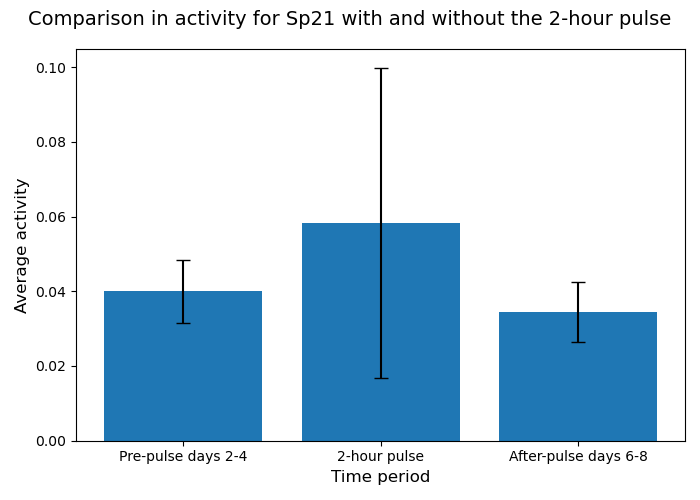 Comparison in activity for Sp21 with and without the 2-hour pulse
0.10
0.08
0.06
0.04
0.02
0.00
Average activity
Pre-pulse days 2-4
2-hour pulse
After-pulse days 6-8
Time period